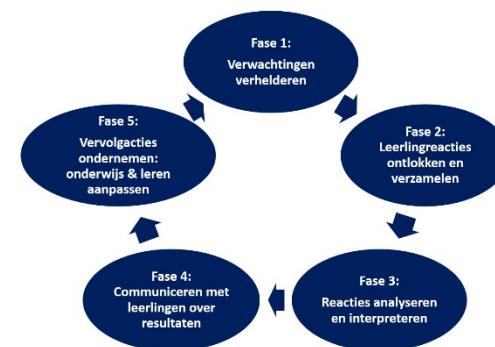 Fase 1:
Verwachtingen
verhelderen
Fase 2:
Leerlingreacties
ontlokken en
verzamelen
Fase 3:
Reacties analyseren
en interpreteren
Fase 4:
Communiceren met
leerlingen over
resultaten
Fase 5:
Vervolgacties
ondernemen:
onderwijs & leren
aanpassen